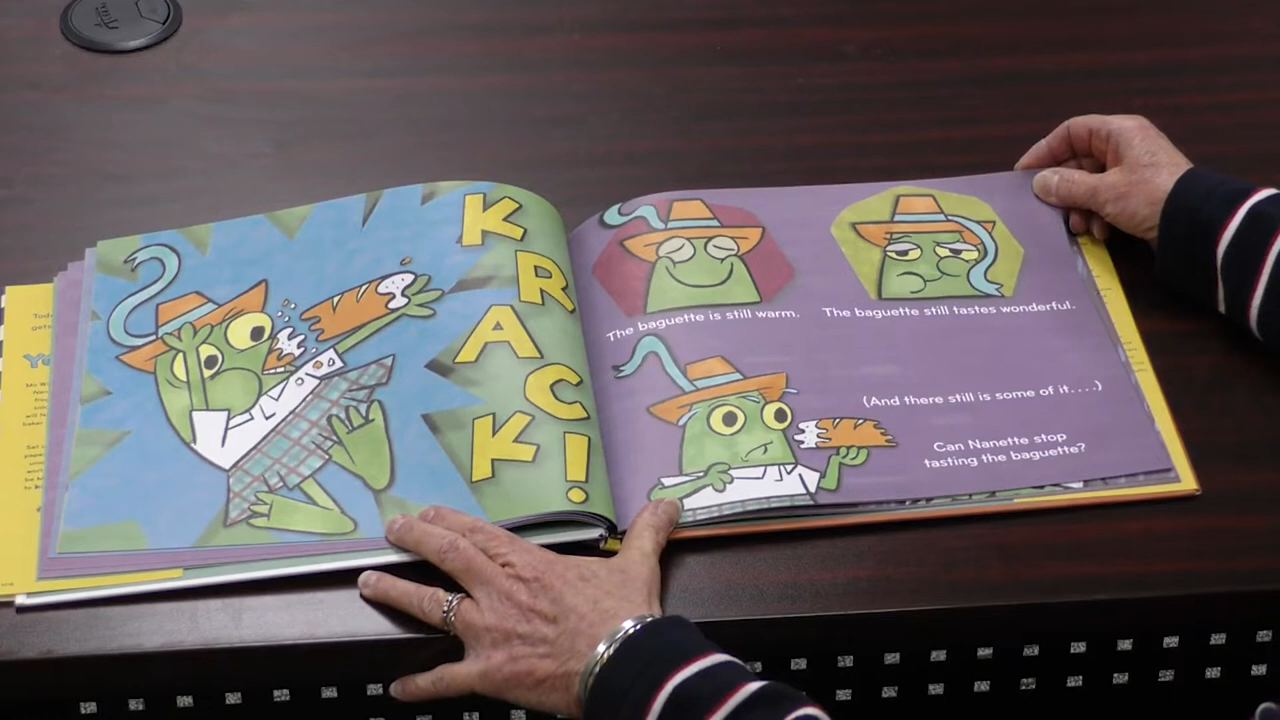 KRACK!
The baguette is still warm.
The baguette still tastes wonderful.
(And there still is some of it....)
Can Nanette stop
tasting the baguette?